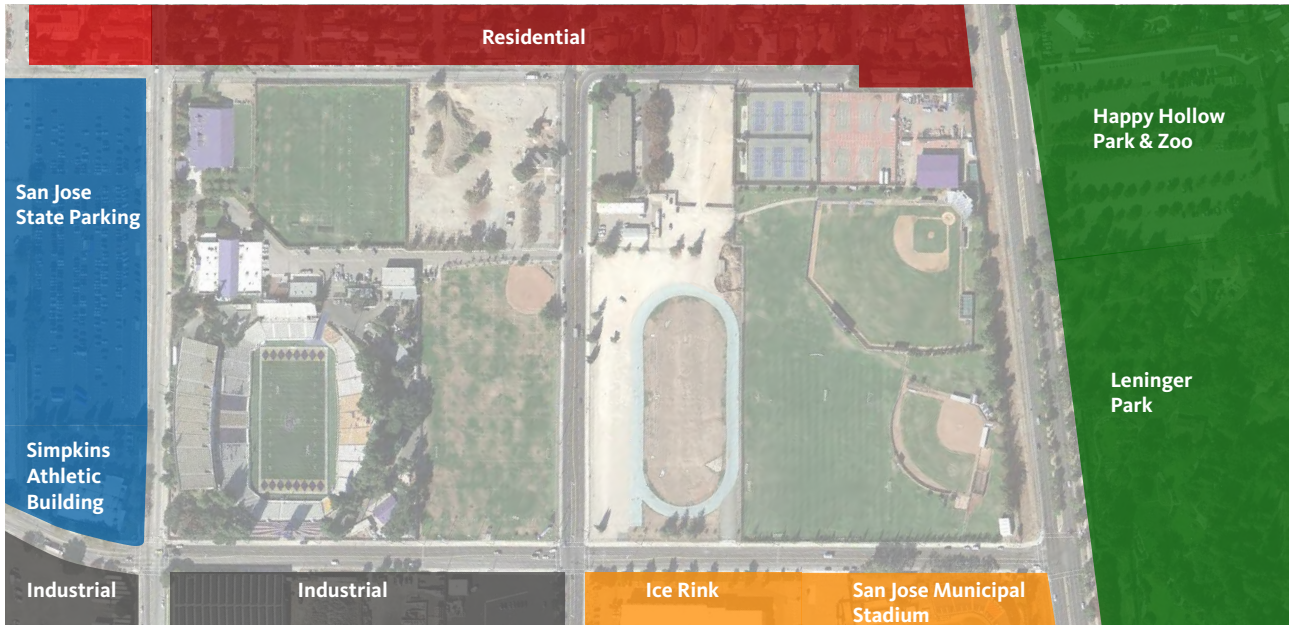 Residential
Happy Hollow
Park & Zoo
San Jose
State Parking
Leninger
Park
Simpkins
Athletic
Building
Industrial
Industrial
Ice Rink
San Jose Municipal
Stadium